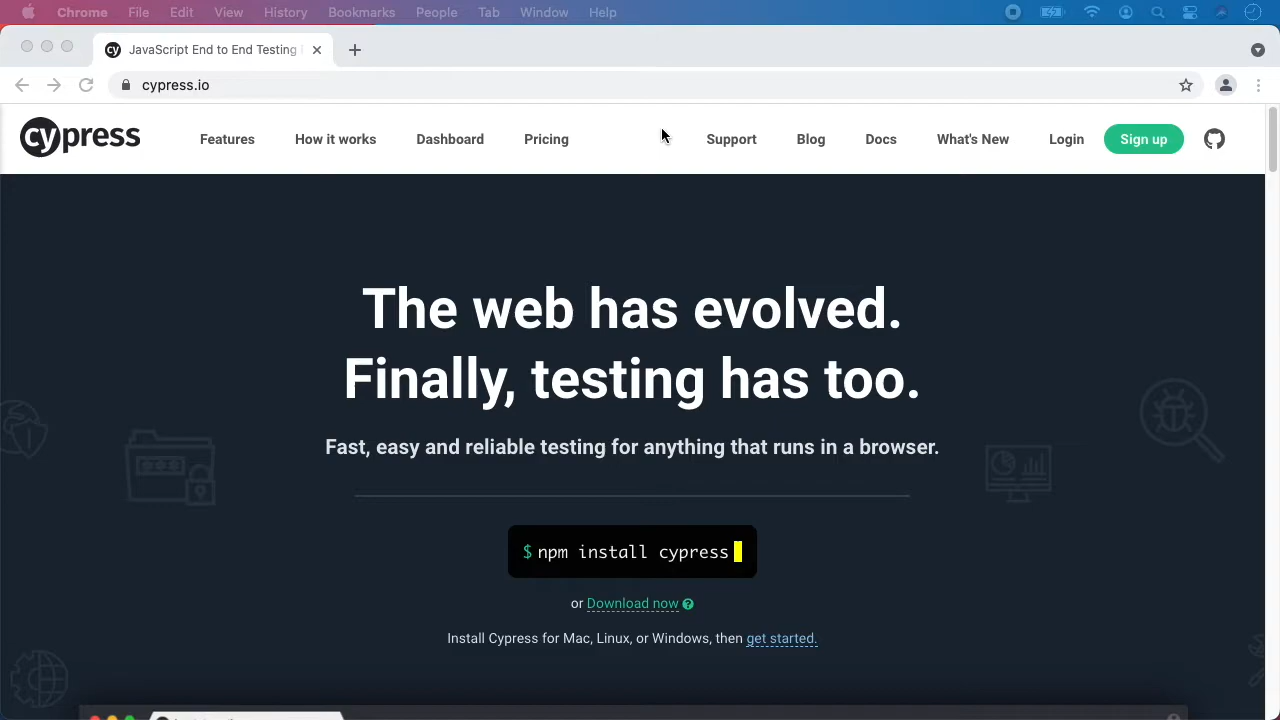 Chrome File Edit View History Bookmarks People Tab Window Help
cy JavaScript End to End Testing
cypress.io
cypress Features How it works Dashboard Pricing Support Blog Docs What's New Login Sign up
The web has evolved.
Finally, testing has too.
Fast, easy and reliable testing for anything that runs in a browser.
$ npm install cypress
or Download now ?
Install Cypress for Mac, Linux, or Windows, then get started.